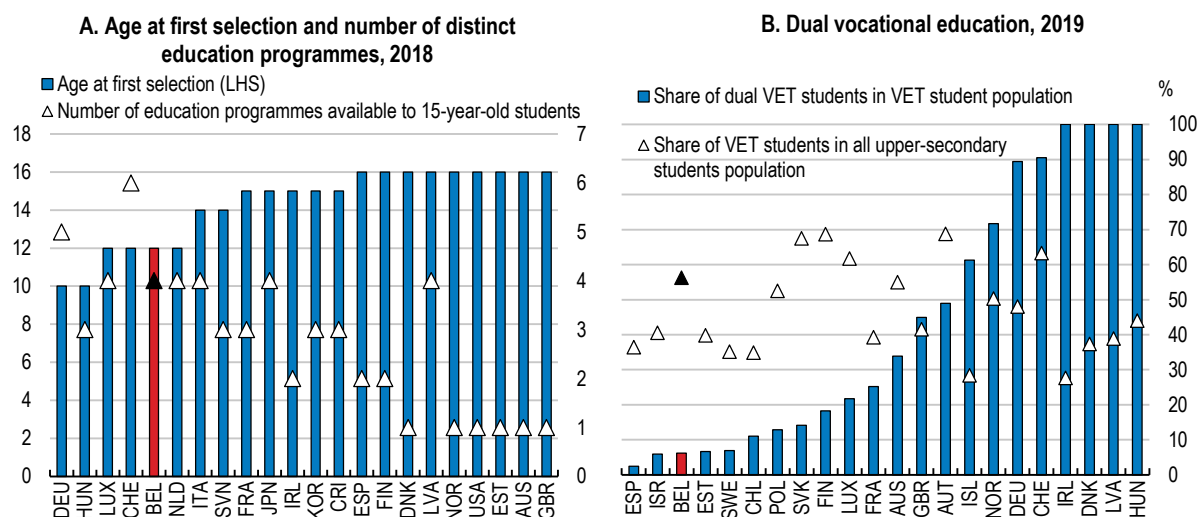 A. Age at first selection and number of distinct
education programmes, 2018
Age at first selection (LHS)
Number of education programmes available to 15-year-old students
18
16
14
12
10
8
6
4
2
0
7
6
5
4
3
2
1
0
DEU
HUN
LUX
CHE
BEL
NLD
ITA
SVN
FRA
JPN
IRL
KOR
CRI
ESP
FIN
DNK
LVA
NOR
USA
EST
AUS
GBR
B. Dual vocational education, 2019
%
Share of dual VET students in VET student population
Share of VET students in all upper-secondary
students population
100
90
80
70
60
50
40
30
20
10
0
ESP
ISR
BEL
EST
SWE
CHL
POL
SVK
FIN
LUX
FRA
AUS
GBR
AUT
ISL
NOR
DEU
CHE
IRL
DNK
LVA
HUN